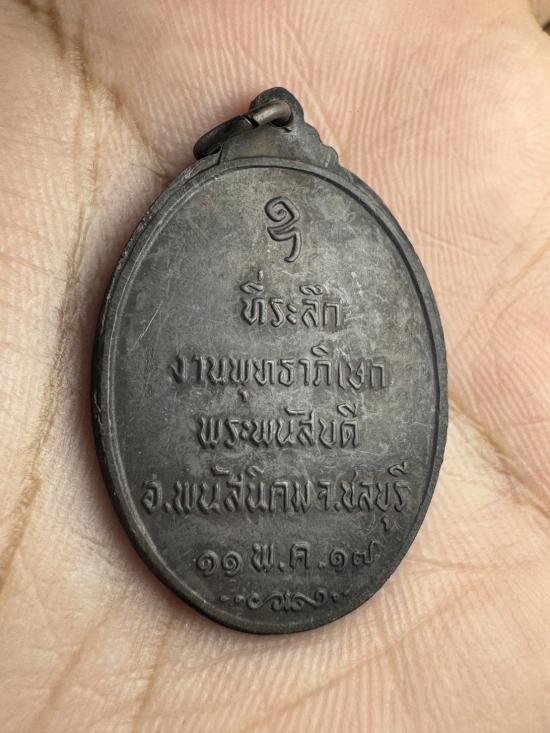 ที่ระลึก
งานพุทธาภิเษก
พระพนัสบดี
อ.พนัสนิคม จ.ชลบุรี
๑๑ พ.ค. ๑๗